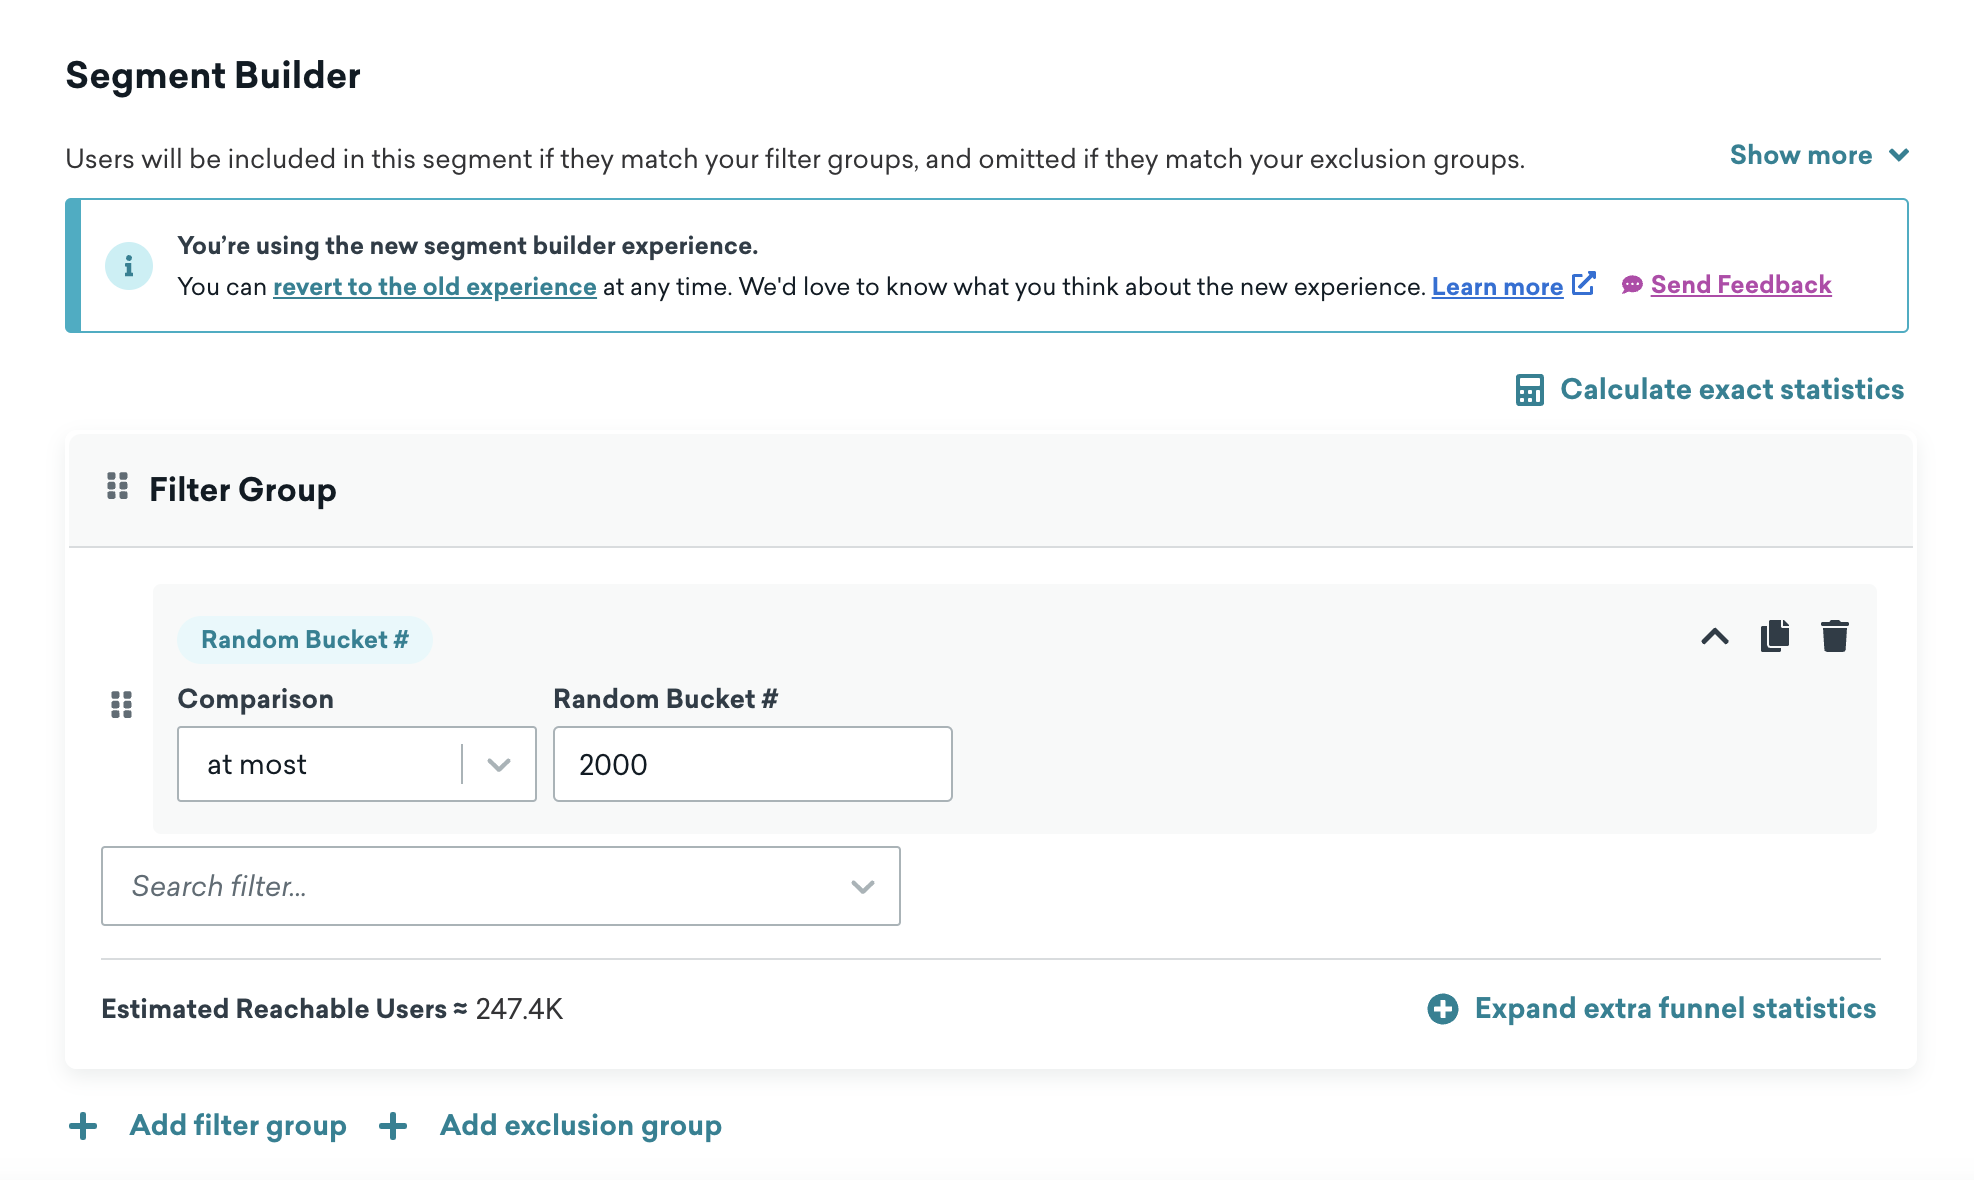 Segment Builder
Users will be included in this segment if they match your filter groups, and omitted if they match your exclusion groups.
Show more
You’re using the new segment builder experience.
You can revert to the old experience at any time. We'd love to know what you think about the new experience. Learn more Send Feedback
Calculate exact statistics
Filter Group
Random Bucket #
Comparison Random Bucket #
at most 2000
Search filter...
Estimated Reachable Users ≈ 247.4K
Expand extra funnel statistics
Add filter group Add exclusion group